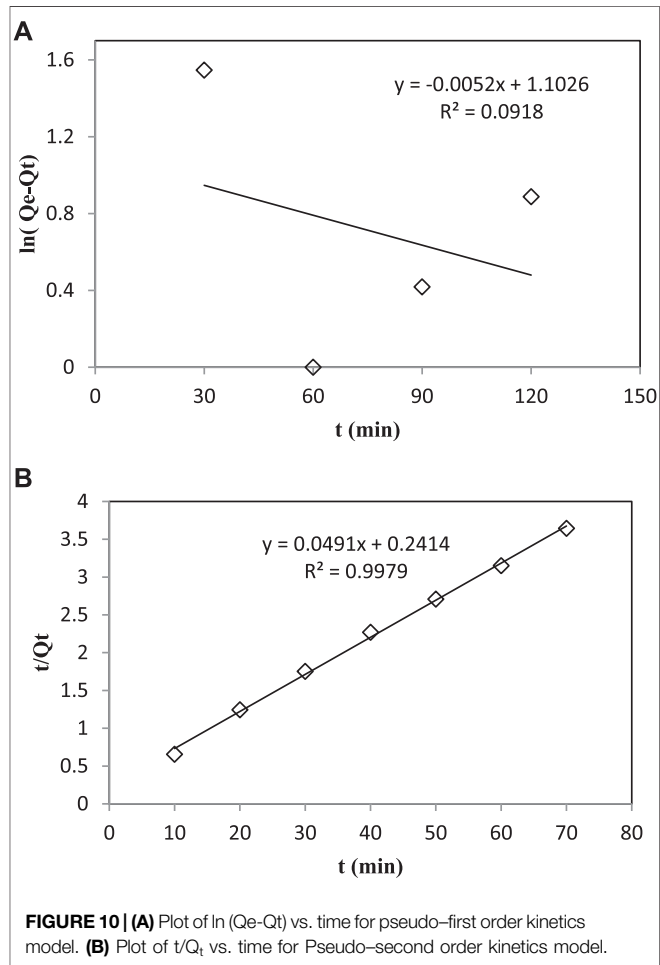 A
y = -0.0052x + 1.1026
R² = 0.0918
ln( Qe-Qt)
1.6
1.2
0.8
0.4
0
0 30 60 90 120 150
t (min)
B
y = 0.0491x + 0.2414
R² = 0.9979
t/Qt
4
3.5
3
2.5
2
1.5
1
0.5
0
0 10 20 30 40 50 60 70 80
t (min)
FIGURE 10 | (A) Plot of ln (Qe-Qt) vs. time for pseudo–first order kinetics
model. (B) Plot of t/Qₜ vs. time for Pseudo–second order kinetics model.